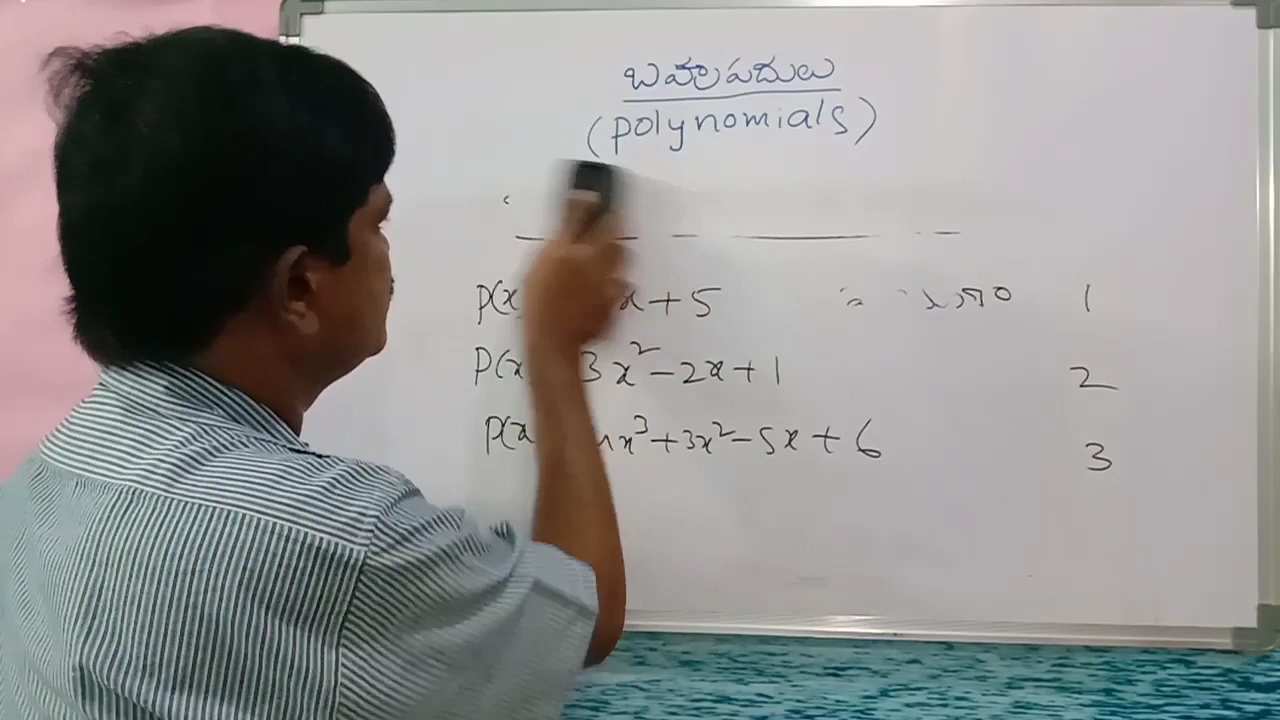 బహుపదులు
(polynomials)
P(x x + 5 1
P(x 3x² - 2x + 1 2
P(x x³ + 3x² - 5x + 6 3